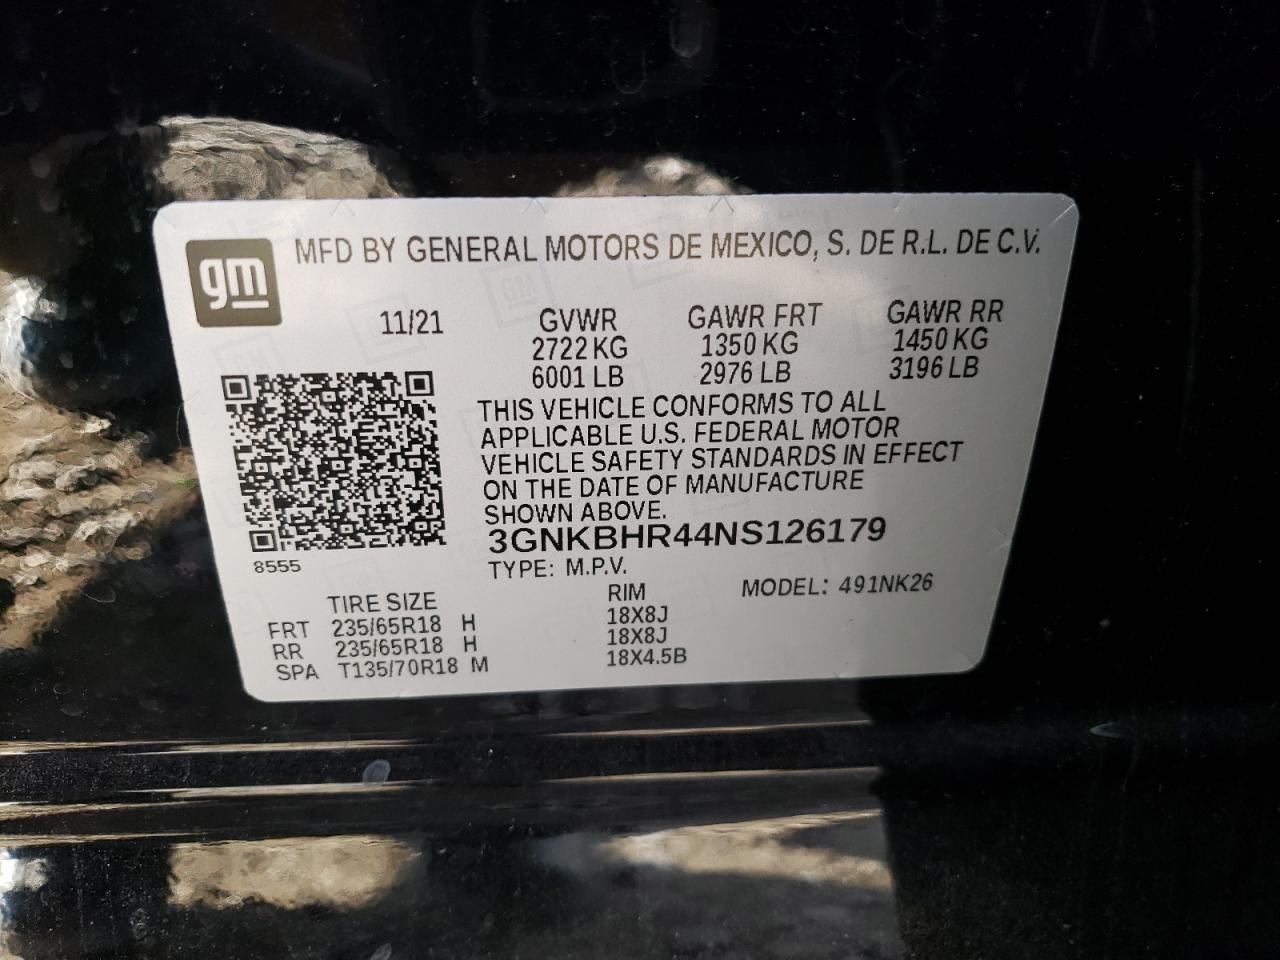 gm
MFD BY GENERAL MOTORS DE MEXICO, S. DE R.L. DE C.V.
11/21 GVWR GAWR FRT GAWR RR
2722 KG 1350 KG 1450 KG
6001 LB 2976 LB 3196 LB
THIS VEHICLE CONFORMS TO ALL
APPLICABLE U.S. FEDERAL MOTOR
VEHICLE SAFETY STANDARDS IN EFFECT
ON THE DATE OF MANUFACTURE
SHOWN ABOVE.
3GNKBHR44NS126179
8555
TYPE: M.P.V.
TIRE SIZE RIM MODEL: 491NK26
FRT 235/65R18 H 18X8J
RR 235/65R18 H 18X8J
SPA T135/70R18 M 18X4.5B